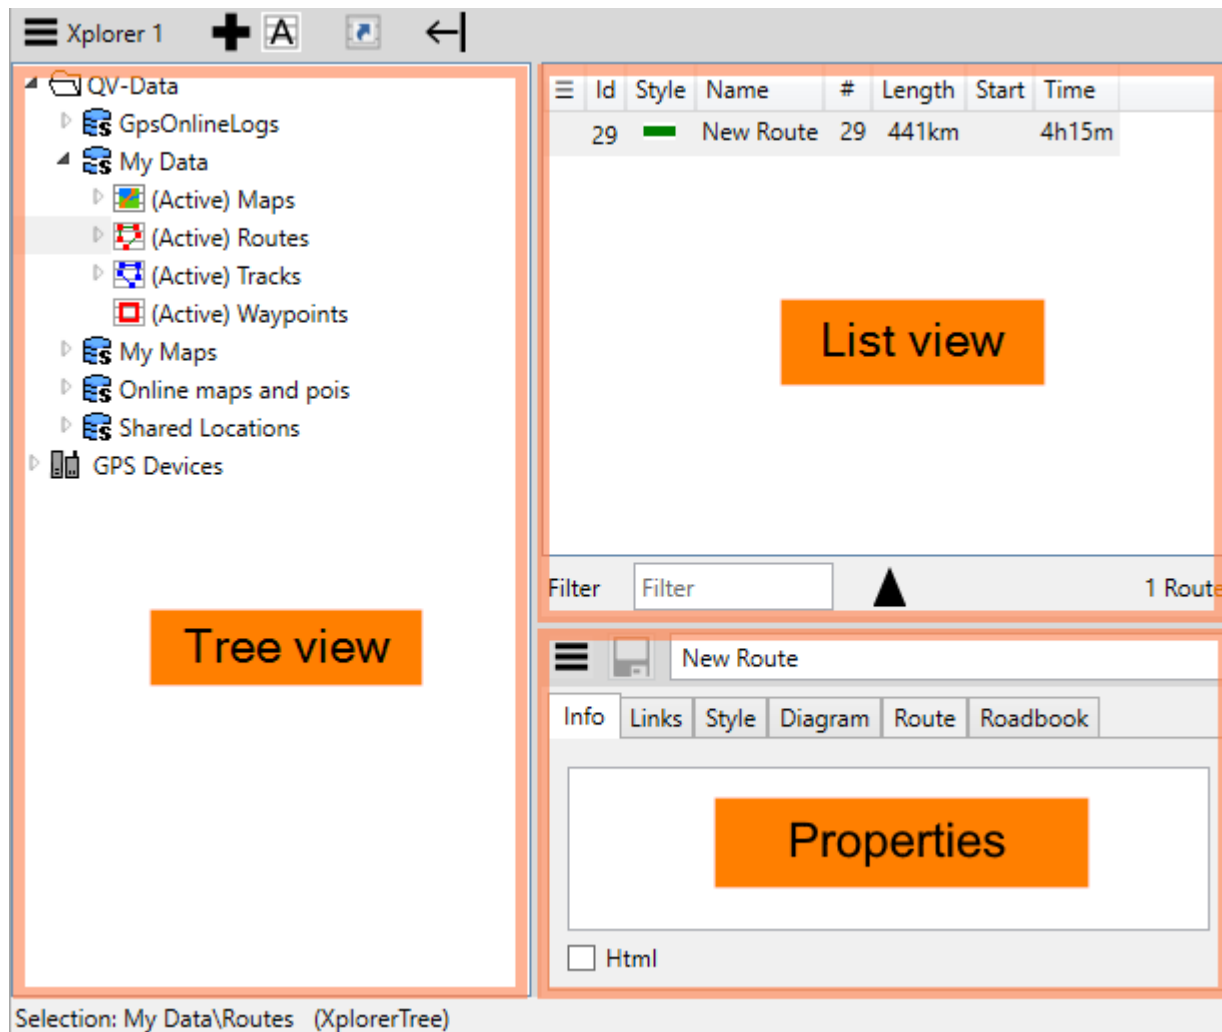 Xplorer 1 A
QV-Data
GpsOnlineLogs
My Data
(Active) Maps
(Active) Routes
(Active) Tracks
(Active) Waypoints
My Maps
Online maps and pois
Shared Locations
GPS Devices
Tree view
Id Style Name # Length Start Time
29 New Route 29 441km 4h15m
List view
Filter Filter 1 Route
New Route
Info Links Style Diagram Route Roadbook
Properties
Html
Selection: My Data\Routes (XplorerTree)